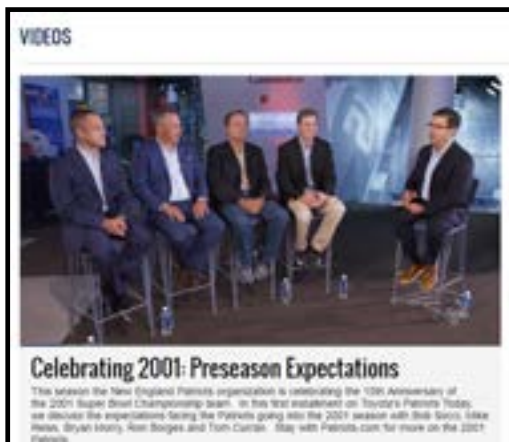 VIDEOS
Celebrating 2001: Preseason Expectations
This season the New England Patriots organization is celebrating the 15th Anniversary of
the 2001 Super Bowl Championship team. In this first installment on Toyota's Patriots Today,
we discuss the expectations facing the Patriots going into the 2001 season with Bob Socci, Mike
Reiss, Bryan Morry, Ron Borges and Tom Curran. Stay with Patriots.com for more on the 2001
Patriots.